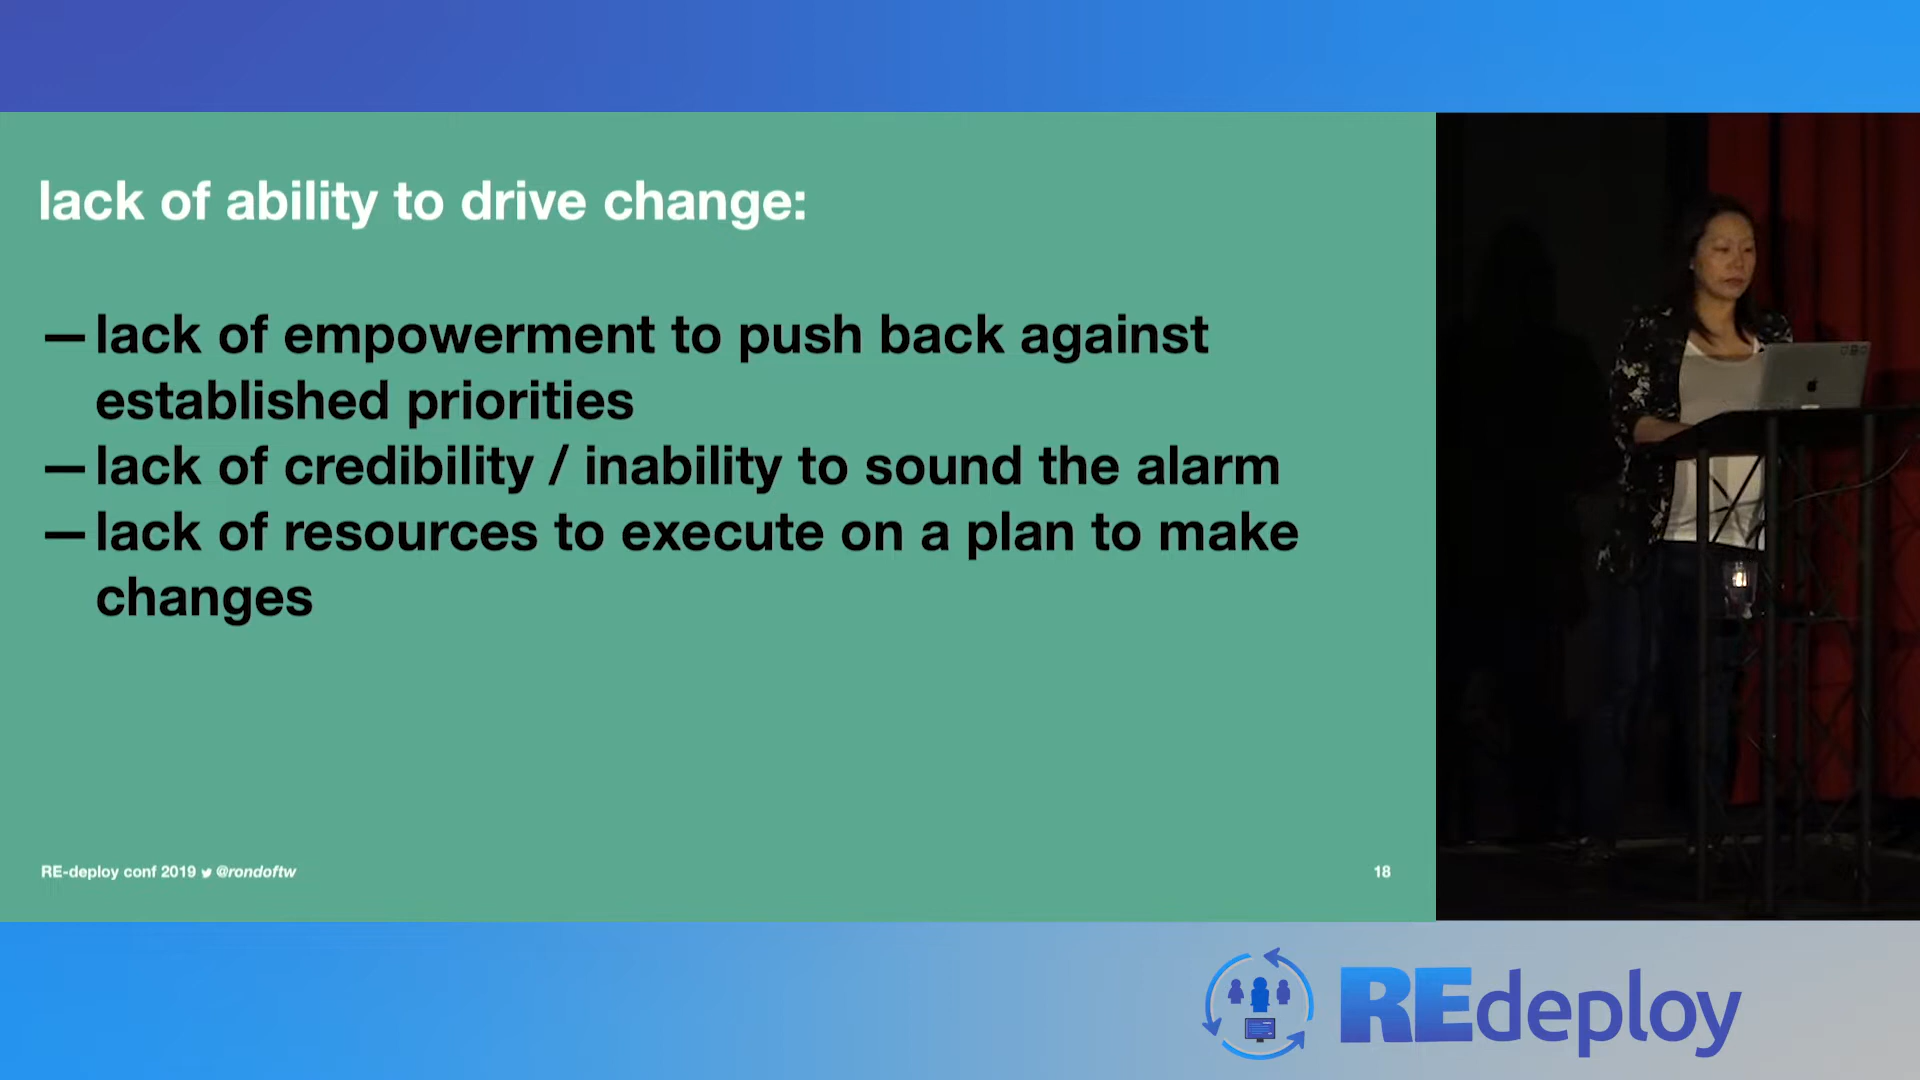 lack of ability to drive change:
—lack of empowerment to push back against
established priorities
—lack of credibility / inability to sound the alarm
—lack of resources to execute on a plan to make
changes
RE-deploy conf 2019 @rondoftw
18
REdeploy